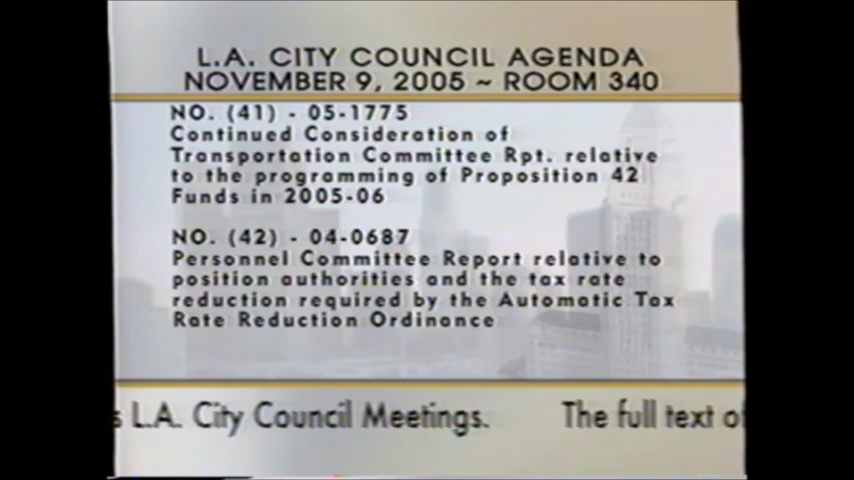 L.A. CITY COUNCIL AGENDA
NOVEMBER 9, 2005 ~ ROOM 340
NO. (41) - 05-1775
Continued Consideration of
Transportation Committee Rpt. relative
to the programming of Proposition 42
Funds in 2005-06
NO. (42) - 04-0687
Personnel Committee Report relative to
position authorities and the tax rate
reduction required by the Automatic Tax
Rate Reduction Ordinance
s L.A. City Council Meetings. The full text of